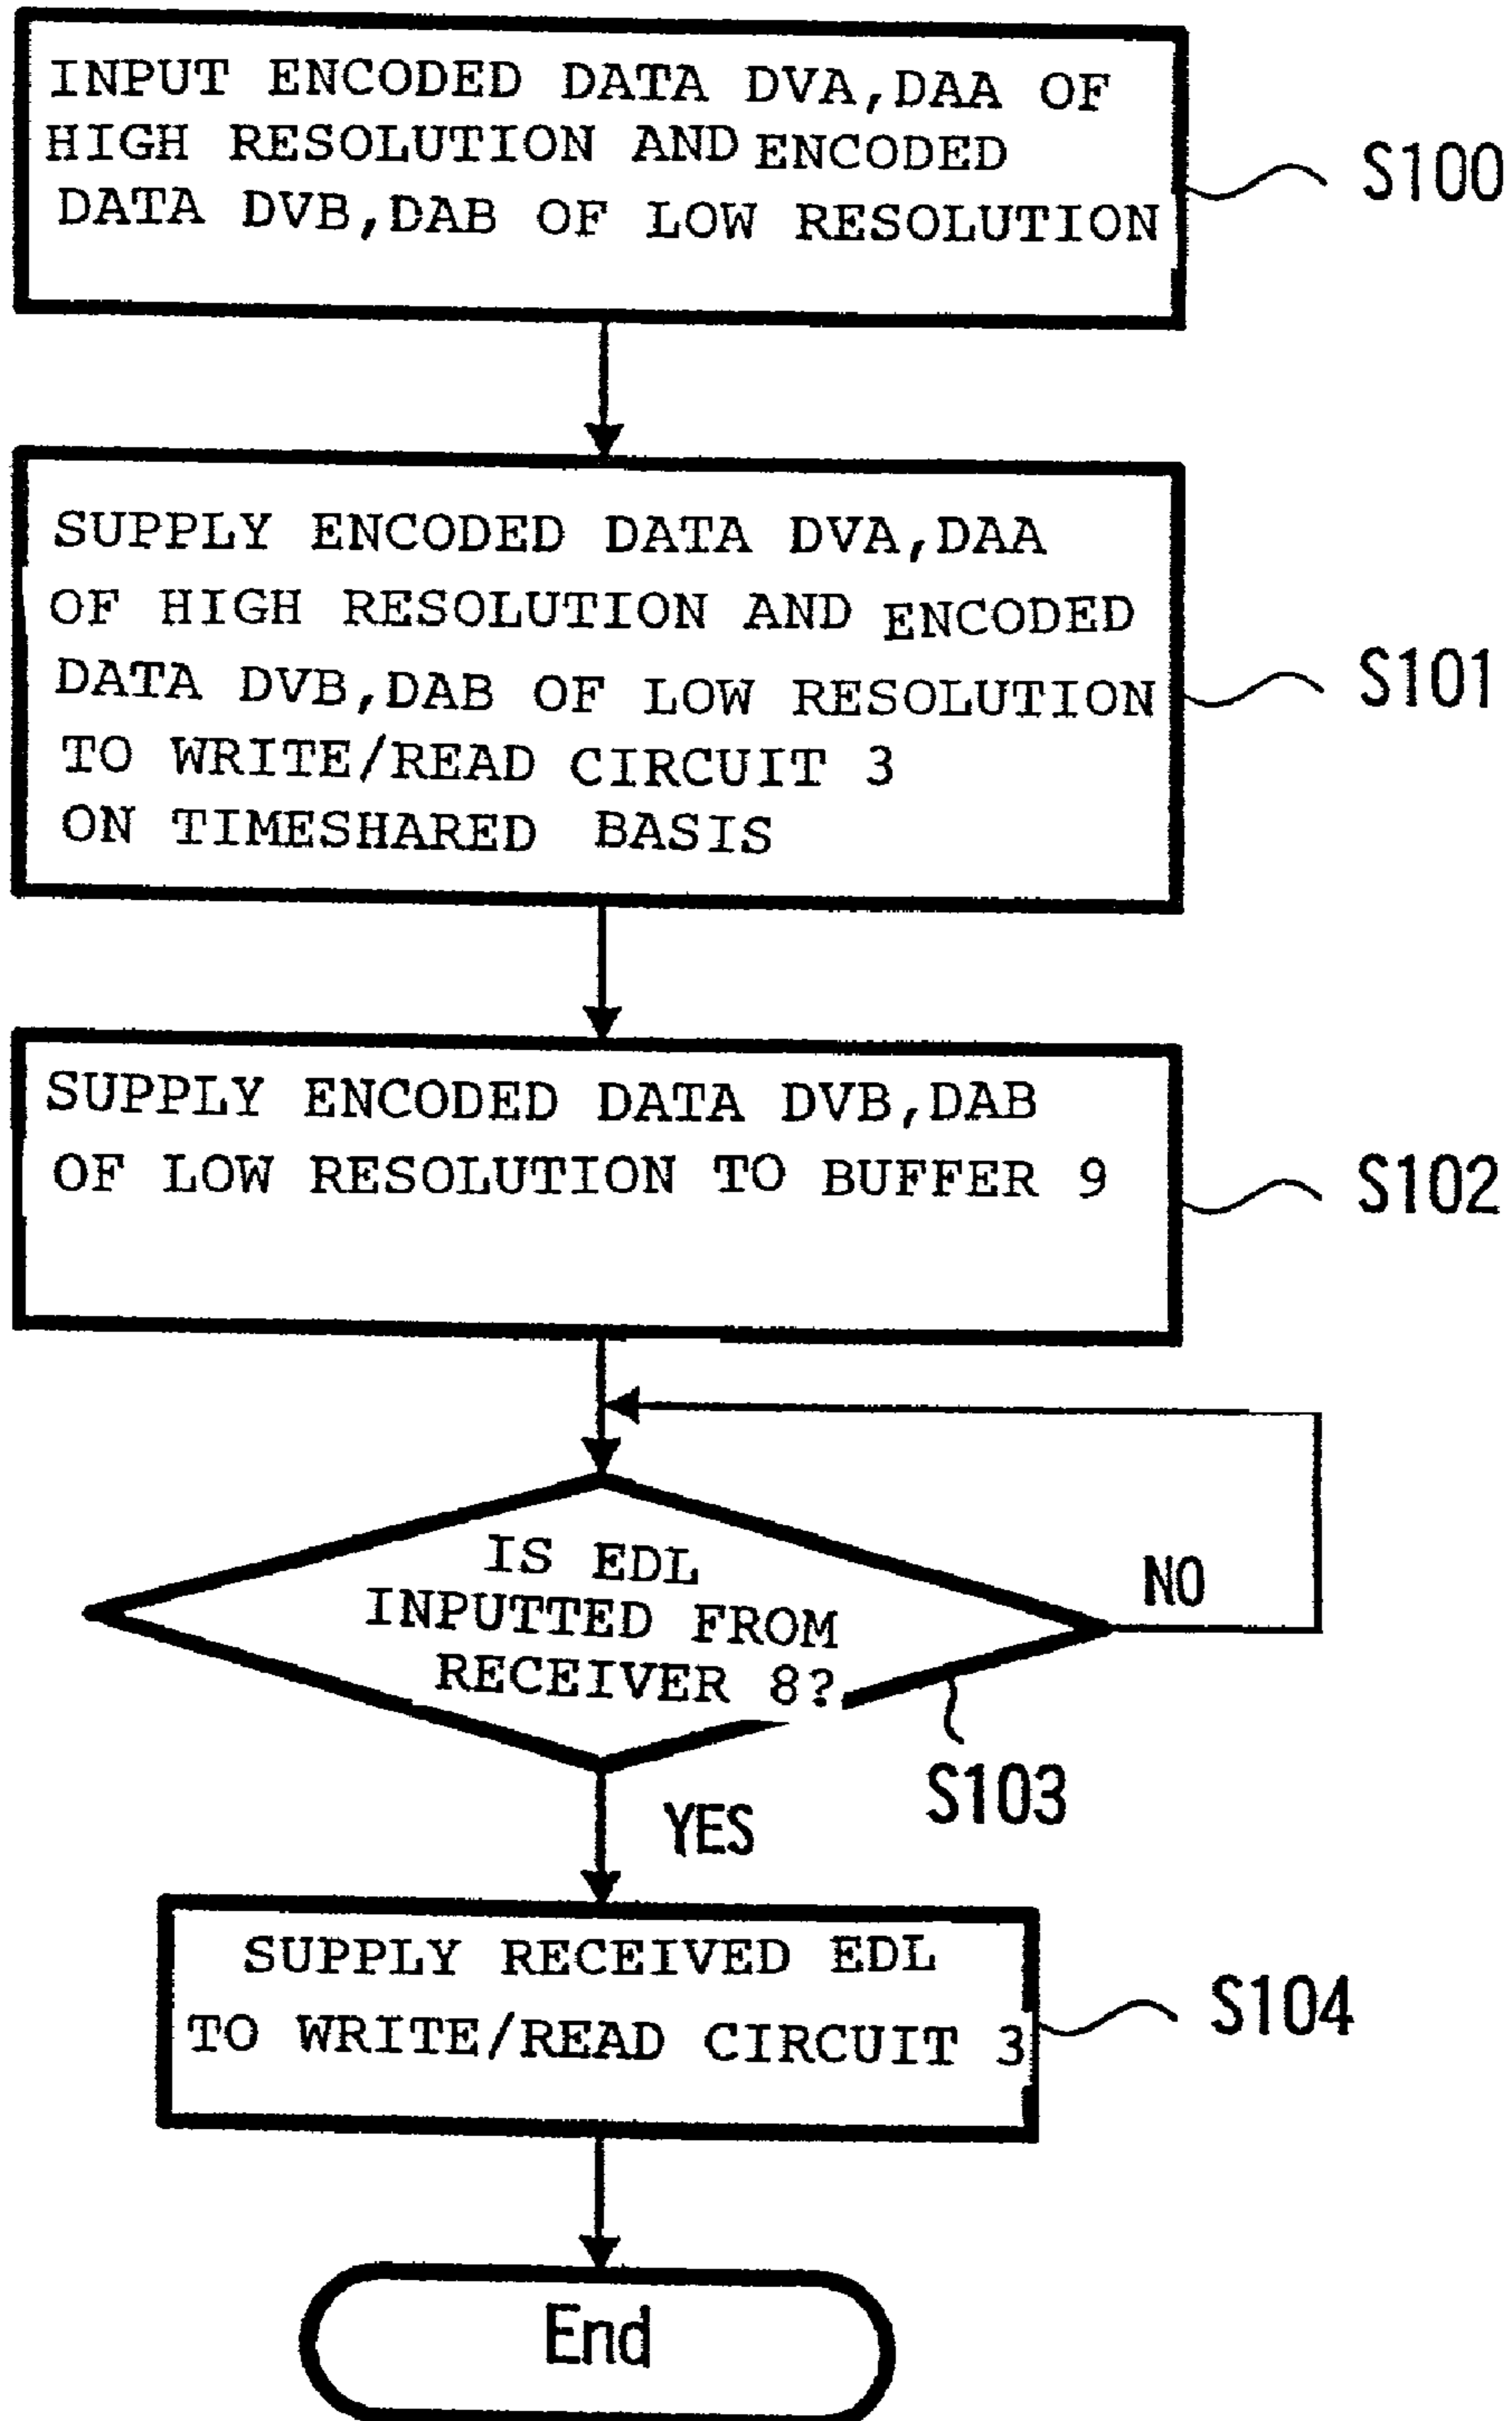 INPUT ENCODED DATA DVA,DAA OF
HIGH RESOLUTION AND ENCODED
DATA DVB,DAB OF LOW RESOLUTION
S100
SUPPLY ENCODED DATA DVA,DAA
OF HIGH RESOLUTION AND ENCODED
DATA DVB,DAB OF LOW RESOLUTION
TO WRITE/READ CIRCUIT 3
ON TIMESHARED BASIS
S101
SUPPLY ENCODED DATA DVB,DAB
OF LOW RESOLUTION TO BUFFER 9
S102
IS EDL
INPUTTED FROM
RECEIVER 8?
NO
S103
YES
SUPPLY RECEIVED EDL
TO WRITE/READ CIRCUIT 3
S104
End